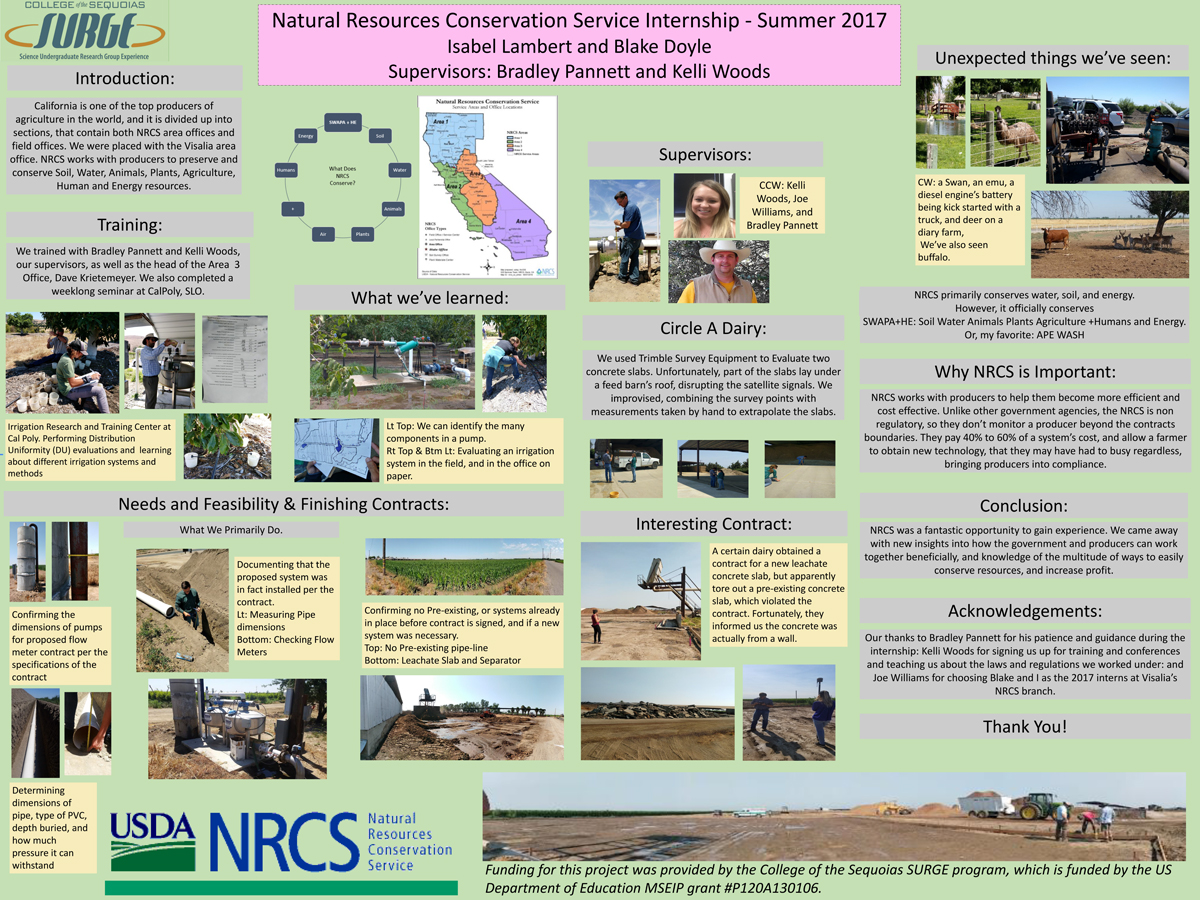 COLLEGE of the SEQUOIAS
SURGE
Science Undergraduate Research Group Experience
Natural Resources Conservation Service Internship - Summer 2017
Isabel Lambert and Blake Doyle
Supervisors: Bradley Pannett and Kelli Woods
Introduction:
California is one of the top producers of
agriculture in the world, and it is divided up into
sections, that contain both NRCS area offices and
field offices. We were placed with the Visalia area
office. NRCS works with producers to preserve and
conserve Soil, Water, Animals, Plants, Agriculture,
Human and Energy resources.
Training:
We trained with Bradley Pannett and Kelli Woods,
our supervisors, as well as the head of the Area 3
Office, Dave Krietemeyer. We also completed a
weeklong seminar at CalPoly, SLO.
Irrigation Research and Training Center at
Cal Poly. Performing Distribution
Uniformity (DU) evaluations and learning
about different irrigation systems and
methods
SWAPA + HE
Soil
Water
Animals
Plants
Air
+
Humans
Energy
What Does
NRCS
Conserve?
Natural Resources Conservation Service
Service Areas and Office Locations
Area 1
Area 2
Area 3
Area 4
NRCS Areas
NRCS
Office Types
NRCS
What we've learned:
Lt Top: We can identify the many
components in a pump.
Rt Top & Btm Lt: Evaluating an irrigation
system in the field, and in the office on
paper.
Needs and Feasibility & Finishing Contracts:
What We Primarily Do.
Confirming the
dimensions of pumps
for proposed flow
meter contract per the
specifications of the
contract
Documenting that the
proposed system was
in fact installed per the
contract.
Lt: Measuring Pipe
dimensions
Bottom: Checking Flow
Meters
Confirming no Pre-existing, or systems already
in place before contract is signed, and if a new
system was necessary.
Top: No Pre-existing pipe-line
Bottom: Leachate Slab and Separator
Determining
dimensions of
pipe, type of PVC,
depth buried, and
how much
pressure it can
withstand
USDA
NRCS
Natural
Resources
Conservation
Service
Supervisors:
CCW: Kelli
Woods, Joe
Williams, and
Bradley Pannett
Circle A Dairy:
We used Trimble Survey Equipment to Evaluate two
concrete slabs. Unfortunately, part of the slabs lay under
a feed barn's roof, disrupting the satellite signals. We
improvised, combining the survey points with
measurements taken by hand to extrapolate the slabs.
Interesting Contract:
A certain dairy obtained a
contract for a new leachate
concrete slab, but apparently
tore out a pre-existing concrete
slab, which violated the
contract. Fortunately, they
informed us the concrete was
actually from a wall.
Unexpected things we've seen:
CW: a Swan, an emu, a
diesel engine's battery
being kick started with a
truck, and deer on a
diary farm,
We've also seen
buffalo.
NRCS primarily conserves water, soil, and energy.
However, it officially conserves
SWAPA+HE: Soil Water Animals Plants Agriculture +Humans and Energy.
Or, my favorite: APE WASH
Why NRCS is Important:
NRCS works with producers to help them become more efficient and
cost effective. Unlike other government agencies, the NRCS is non
regulatory, so they don't monitor a producer beyond the contracts
boundaries. They pay 40% to 60% of a system's cost, and allow a farmer
to obtain new technology, that they may have had to busy regardless,
bringing producers into compliance.
Conclusion:
NRCS was a fantastic opportunity to gain experience. We came away
with new insights into how the government and producers can work
together beneficially, and knowledge of the multitude of ways to easily
conserve resources, and increase profit.
Acknowledgements:
Our thanks to Bradley Pannett for his patience and guidance during the
internship: Kelli Woods for signing us up for training and conferences
and teaching us about the laws and regulations we worked under: and
Joe Williams for choosing Blake and I as the 2017 interns at Visalia's
NRCS branch.
Thank You!
Funding for this project was provided by the College of the Sequoias SURGE program, which is funded by the US
Department of Education MSEIP grant #P120A130106.